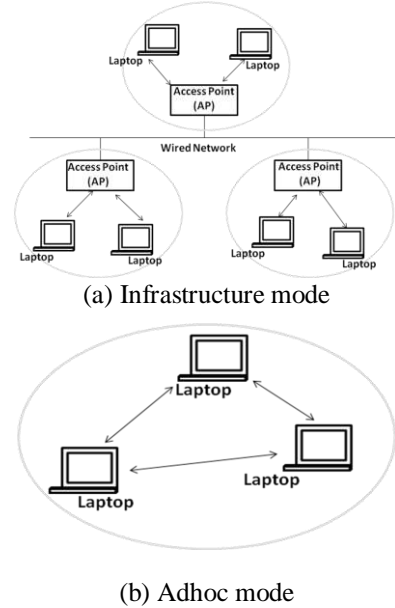 Laptop
Laptop
Access Point
(AP)
Wired Network
Access Point
(AP)
Access Point
(AP)
Laptop
Laptop
Laptop
Laptop
(a) Infrastructure mode
Laptop
Laptop
Laptop
(b) Adhoc mode